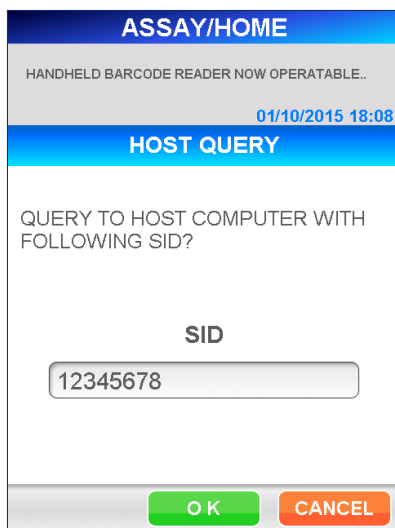 ASSAY/HOME
HANDHELD BARCODE READER NOW OPERATABLE..
01/10/2015 18:08
HOST QUERY
QUERY TO HOST COMPUTER WITH
FOLLOWING SID?
SID
12345678
OK CANCEL